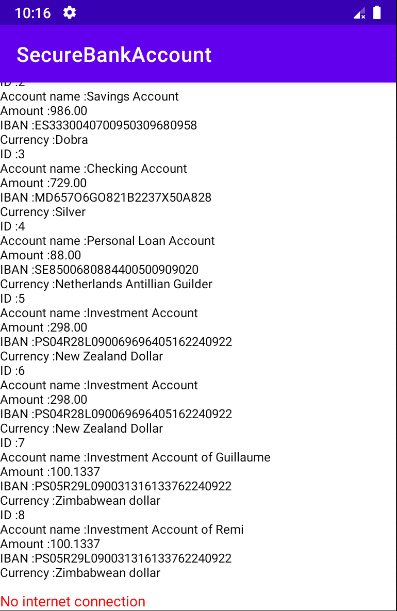 10:16
SecureBankAccount
ID :2
Account name :Savings Account
Amount :986.00
IBAN :ES3330040700950309680958
Currency :Dobra
ID :3
Account name :Checking Account
Amount :729.00
IBAN :MD657O6GO821B2237X50A828
Currency :Silver
ID :4
Account name :Personal Loan Account
Amount :88.00
IBAN :SE8500680884400500909020
Currency :Netherlands Antillian Guilder
ID :5
Account name :Investment Account
Amount :298.00
IBAN :PS04R28L090069696405162240922
Currency :New Zealand Dollar
ID :6
Account name :Investment Account
Amount :298.00
IBAN :PS04R28L090069696405162240922
Currency :New Zealand Dollar
ID :7
Account name :Investment Account of Guillaume
Amount :100.1337
IBAN :PS05R29L090031316133762240922
Currency :Zimbabwean dollar
ID :8
Account name :Investment Account of Remi
Amount :100.1337
IBAN :PS05R29L090031316133762240922
Currency :Zimbabwean dollar
No internet connection